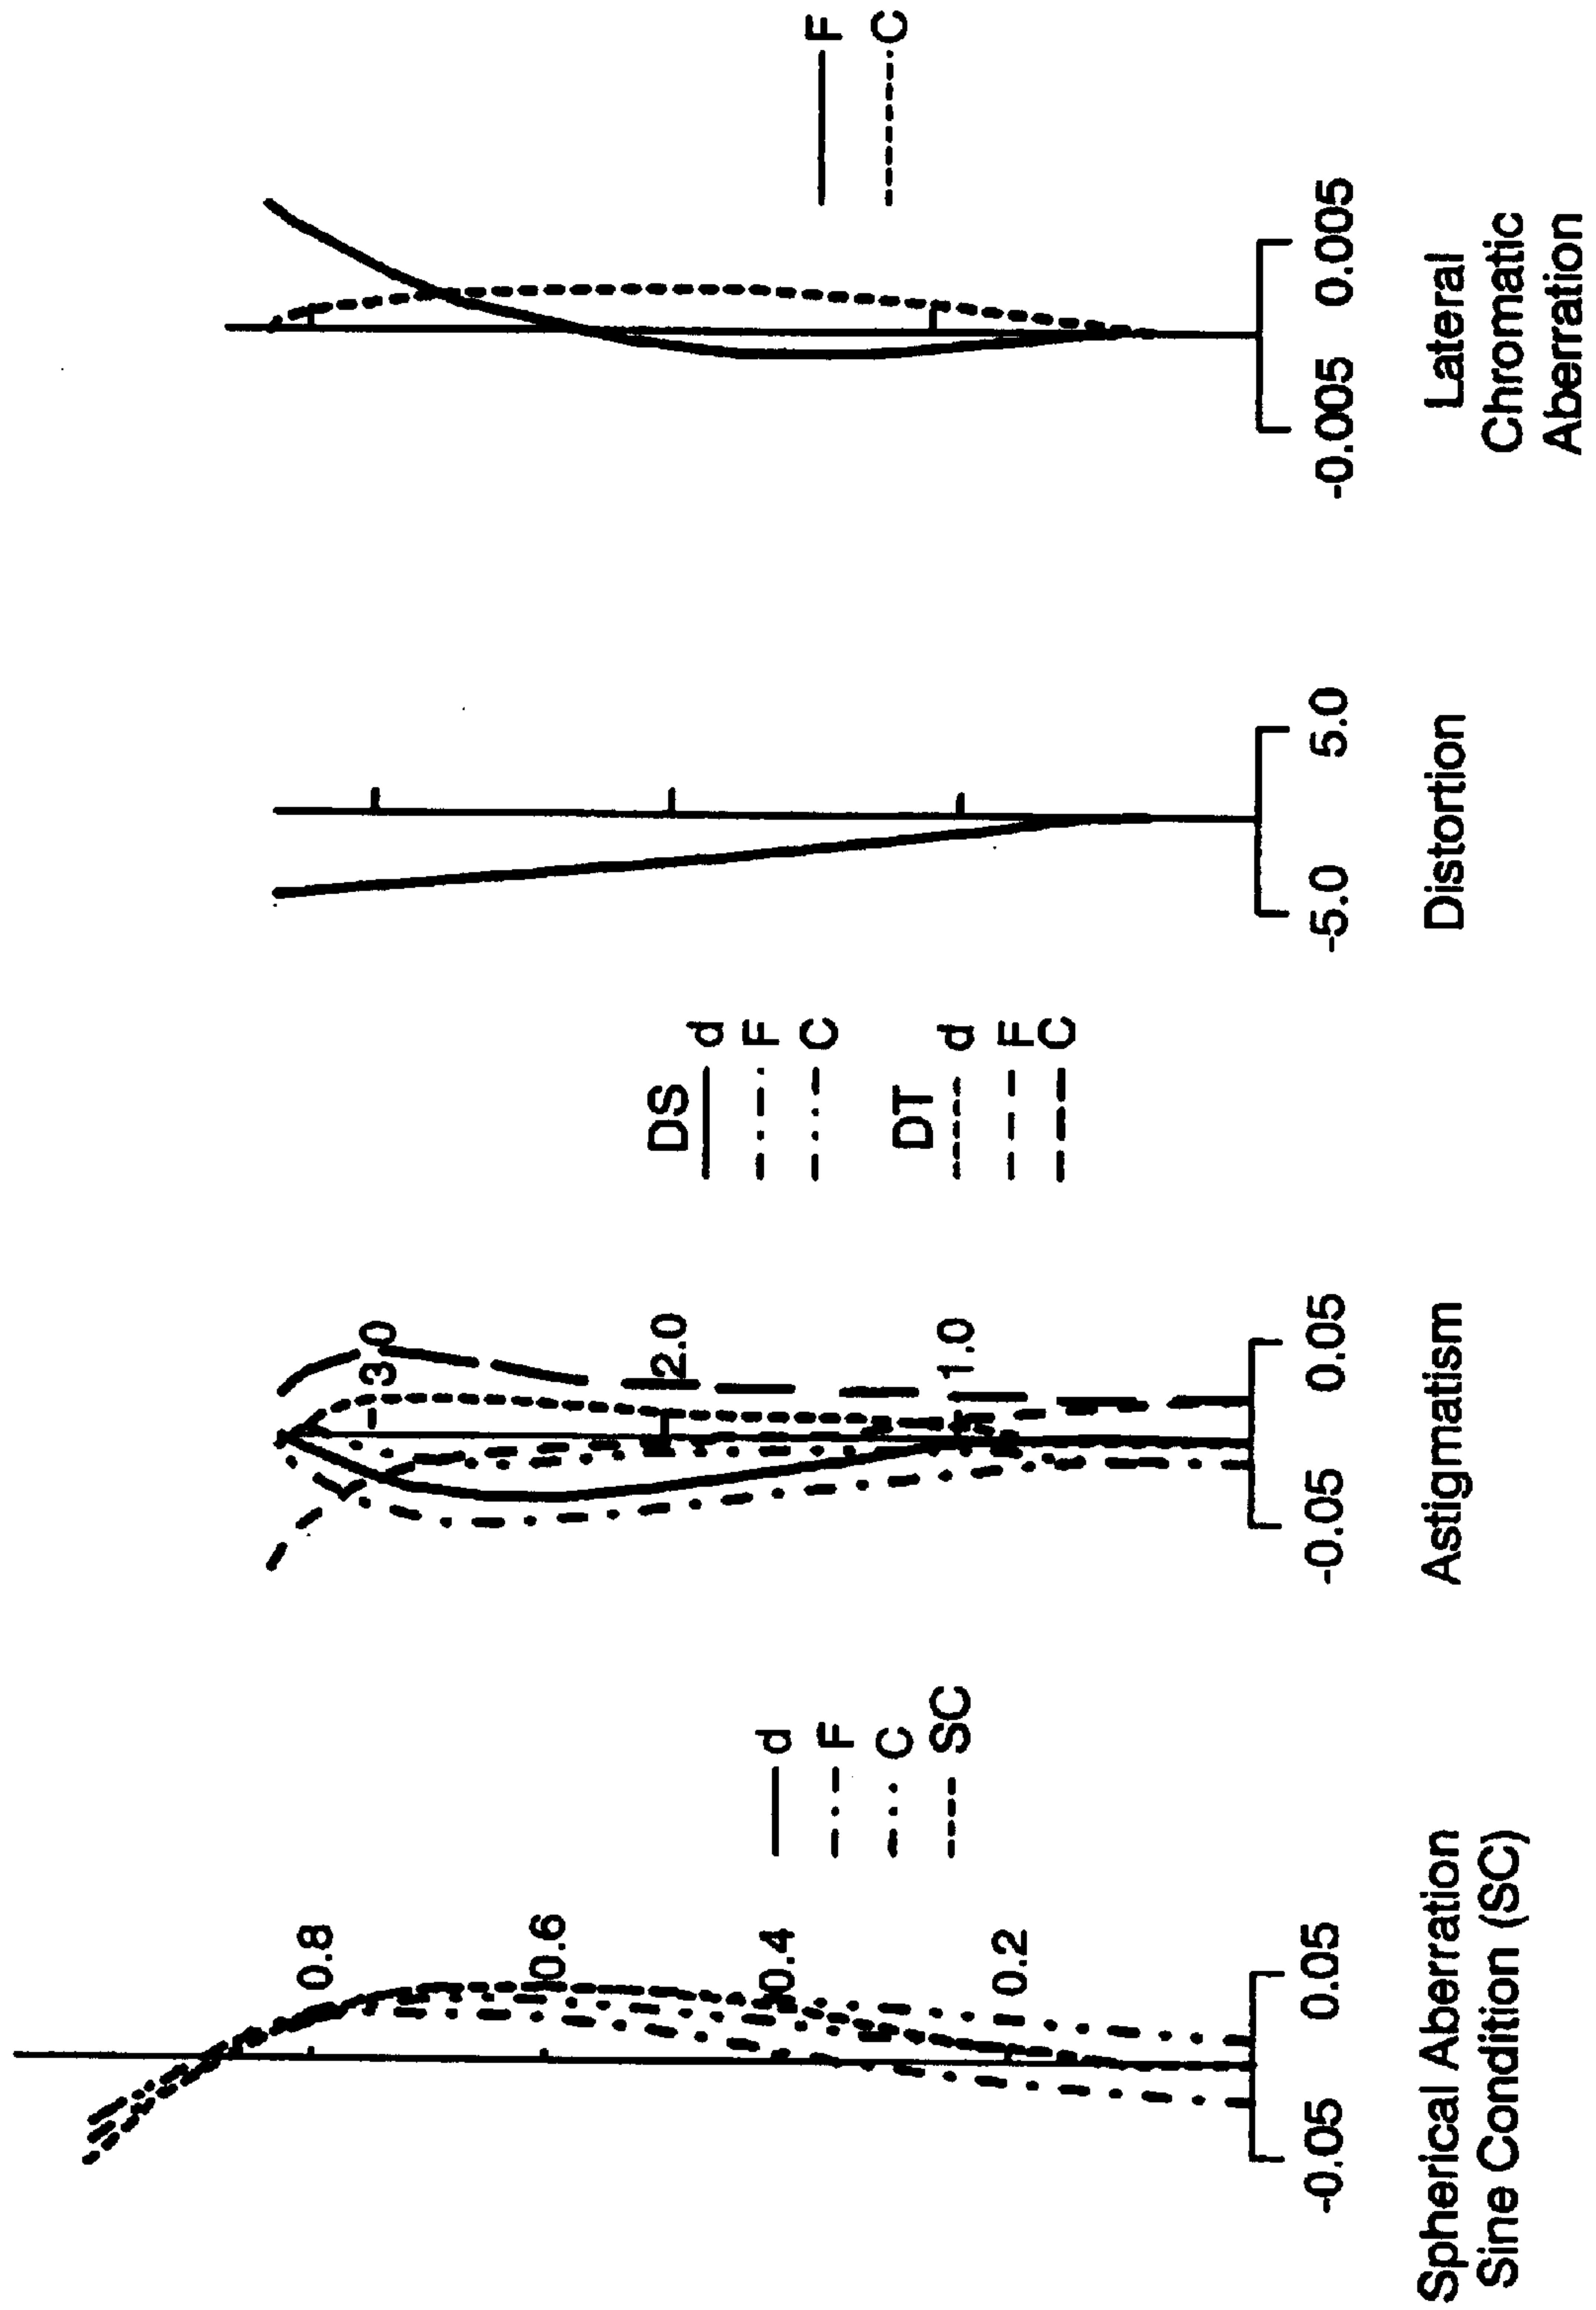 0.8
0.6
0.4
0.2
-0.05
0.05
Spherical Aberration
Sine Condition (SC)
d
F
C
SC
3.0
2.0
1.0
-0.05
0.05
Astigmatism
DS
d
F
C
DT
d
F
C
-5.0
5.0
Distortion
-0.005
0.005
Lateral
Chromatic
Aberration
F
C